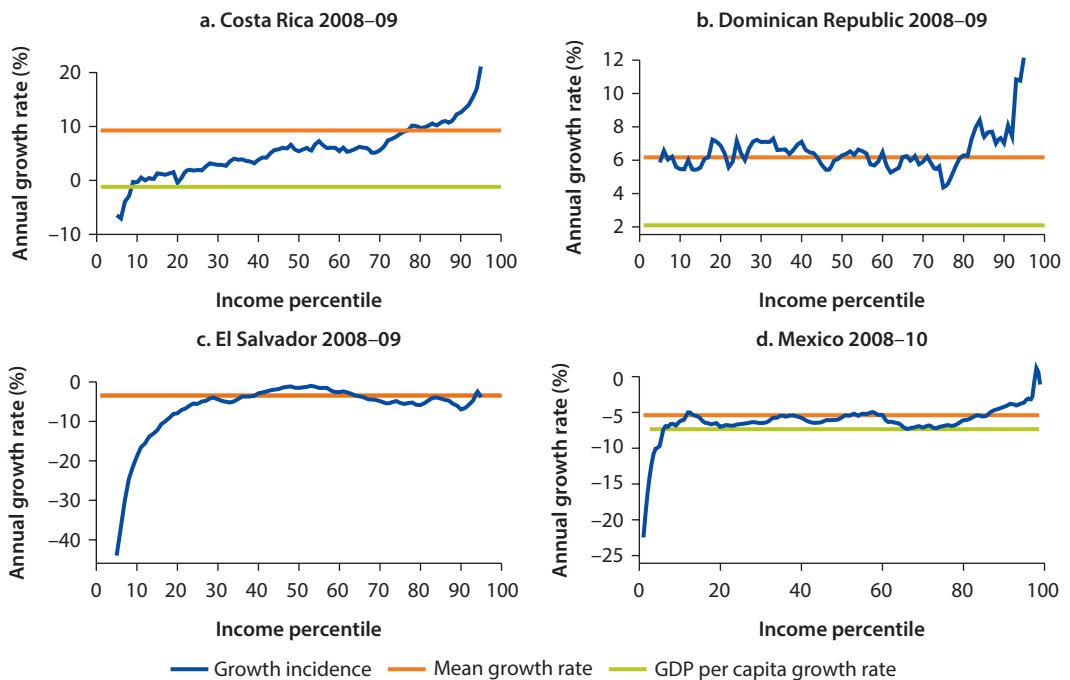 a. Costa Rica 2008–09
Annual growth rate (%)
20
10
0
–10
0 10 20 30 40 50 60 70 80 90 100
Income percentile
b. Dominican Republic 2008–09
Annual growth rate (%)
12
10
8
6
4
2
0 10 20 30 40 50 60 70 80 90 100
Income percentile
c. El Salvador 2008–09
Annual growth rate (%)
0
–10
–20
–30
–40
0 10 20 30 40 50 60 70 80 90 100
Income percentile
d. Mexico 2008–10
Annual growth rate (%)
0
–5
–10
–15
–20
–25
0 20 40 60 80 100
Income percentile
Growth incidence Mean growth rate GDP per capita growth rate